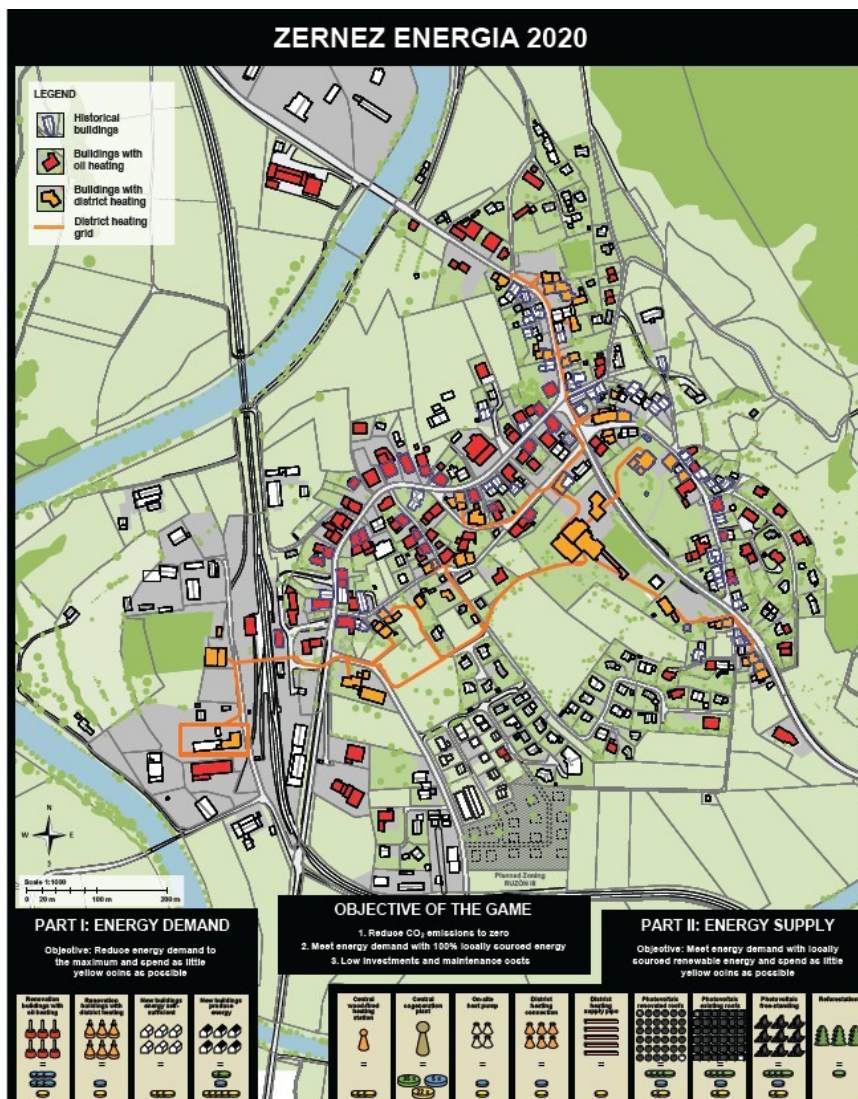 ZERNEZ ENERGIA 2020
LEGEND
Historical
buildings
Buildings with
oil heating
Buildings with
district heating
District heating
grid
N
W E
S
Scale 1:1000
0 20 m 100 m 200 m
Planned Zoning
RUZÖN III
PART I: ENERGY DEMAND
Objective: Reduce energy demand to
the maximum and spend as little
yellow coins as possible
Renovation
buildings with
oil heating
=
Renovation
buildings with
district heating
=
New buildings
energy self-
sufficient
=
New buildings
produce
energy
=
OBJECTIVE OF THE GAME
1. Reduce CO₂ emissions to zero
2. Meet energy demand with 100% locally sourced energy
3. Low investments and maintenance costs
PART II: ENERGY SUPPLY
Objective: Meet energy demand with locally
sourced renewable energy and spend as little
yellow coins as possible
Central
wood-fired
heating
station
=
Central
cogeneration
plant
=
On-site
heat pump
=
District
heating
connection
=
District
heating
supply pipe
=
Photovoltaic
renovated roofs
=
Photovoltaic
existing roofs
=
Photovoltaic
free-standing
=
Reforestation
=